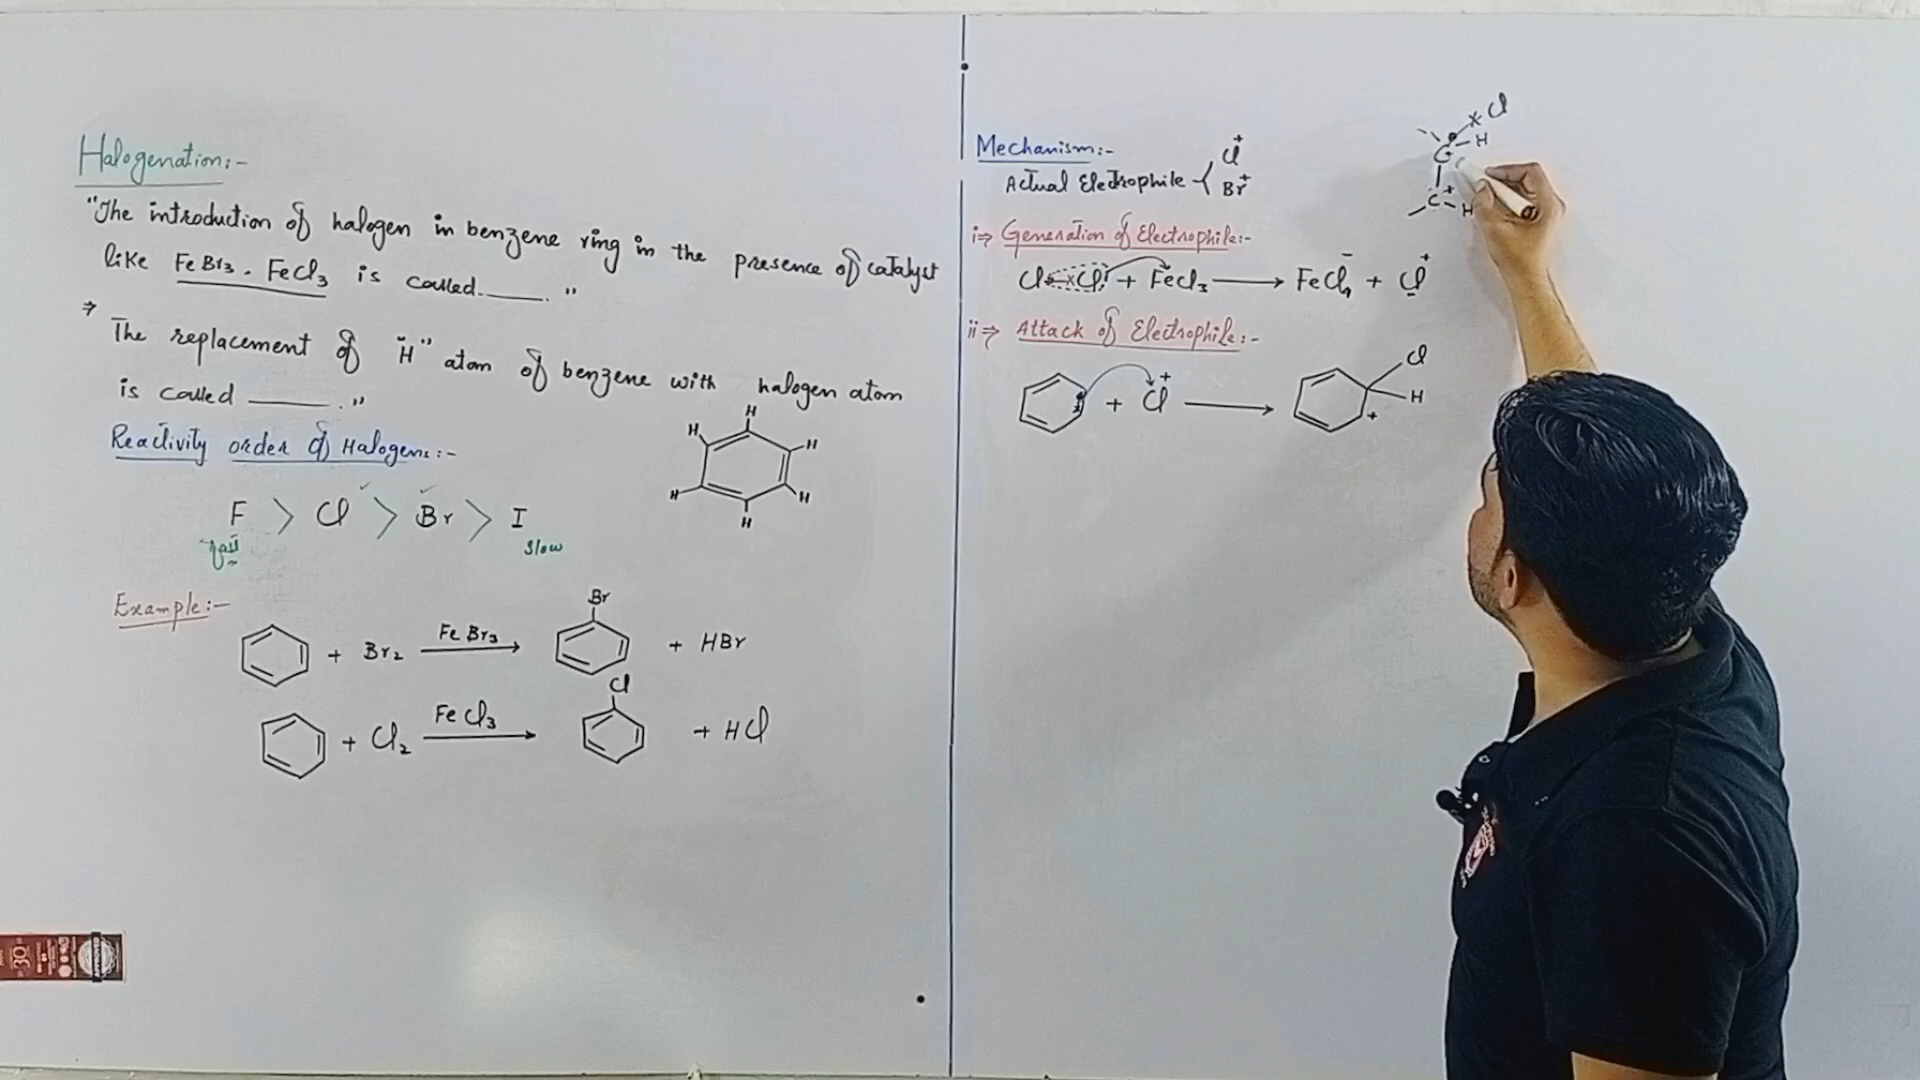 Halogenation:-
"The introduction of halogen in benzene ring in the presence of catalyst
like FeBr3, FeCl3 is called ______ "
⇒ The replacement of "H" atom of benzene with halogen atom
is called ______ ."
H
H H
H H
H
Reactivity order of Halogens:-
F > Cl > Br > I
fast slow
Example:-
+ Br2 FeBr3 → Br + HBr
+ Cl2 FeCl3 → Cl + HCl
Mechanism:-
Actual Electrophile < Cl+
Br+
i⇒ Generation of Electrophile:-
Cl Cl + FeCl3 → FeCl4- + Cl+
ii⇒ Attack of Electrophile:-
+ Cl+ → Cl
H
+
Cl
C H
C+ H
30